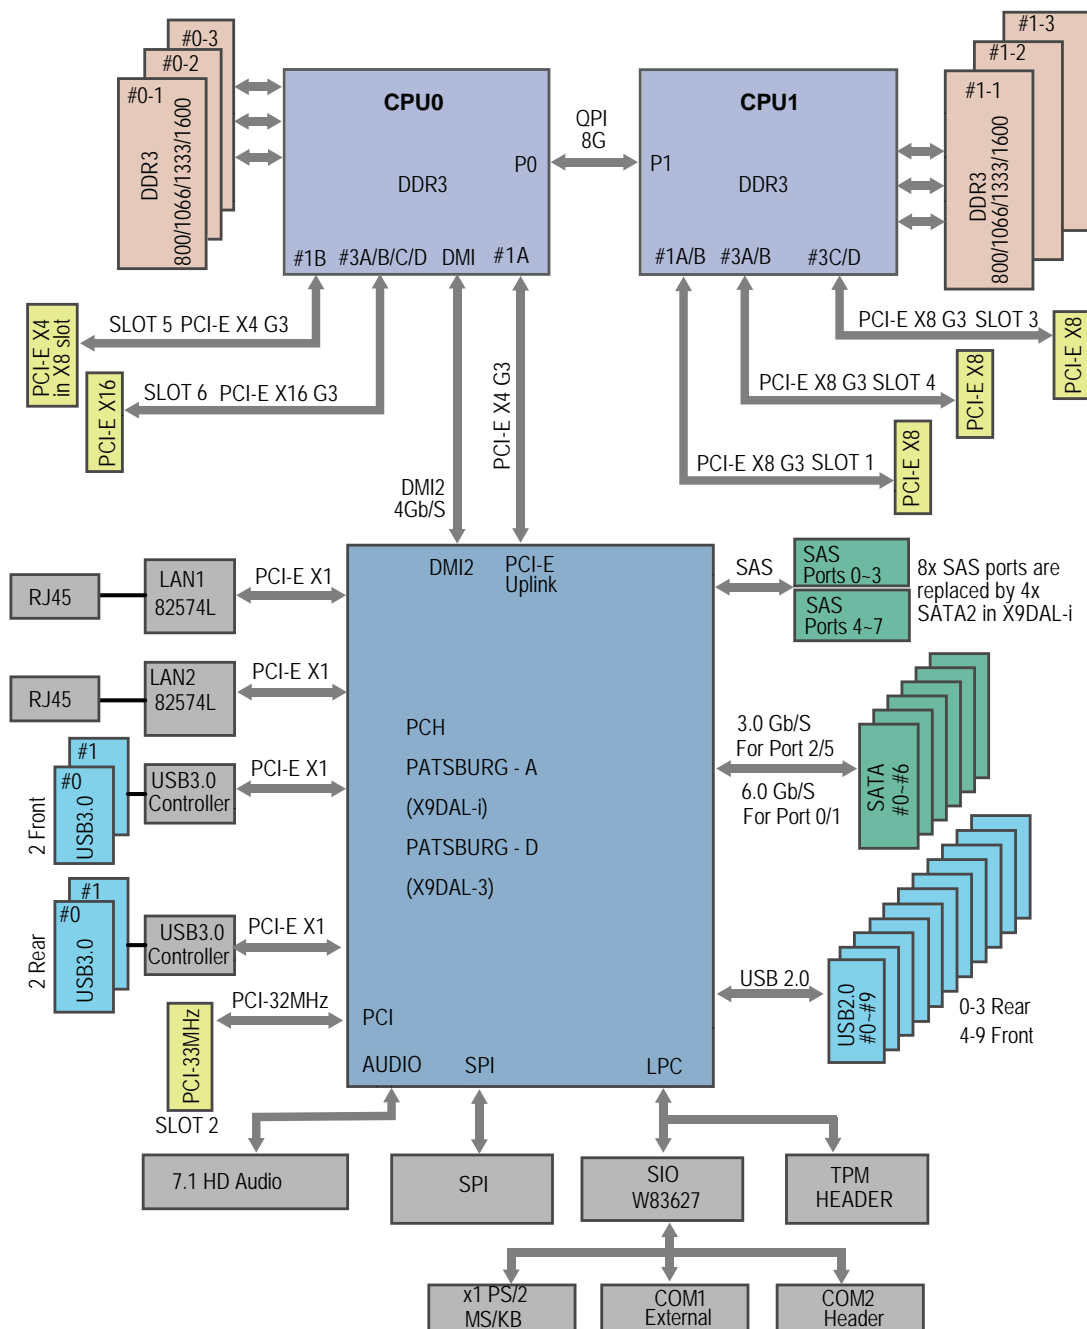 #0-3
#0-2
#0-1
DDR3
800/1066/1333/1600
CPU0
DDR3
P0
#1B
#3A/B/C/D
DMI
#1A
QPI
8G
CPU1
P1
DDR3
#1A/B
#3A/B
#3C/D
#1-3
#1-2
#1-1
DDR3
800/1066/1333/1600
SLOT 5 PCI-E X4 G3
PCI-E X4
in X8 slot
SLOT 6 PCI-E X16 G3
PCI-E X16
PCI-E X8 G3 SLOT 3
PCI-E X8
PCI-E X8 G3 SLOT 4
PCI-E X8
PCI-E X8 G3 SLOT 1
PCI-E X8
PCI-E X4 G3
DMI2
4Gb/S
DMI2
PCI-E
Uplink
RJ45
LAN1
82574L
PCI-E X1
RJ45
LAN2
82574L
PCI-E X1
2 Front
#1
#0
USB3.0
USB3.0
Controller
PCI-E X1
2 Rear
#1
#0
USB3.0
USB3.0
Controller
PCI-E X1
PCI-33MHz
PCI-32MHz
SLOT 2
PCH
PATSBURG - A
(X9DAL-i)
PATSBURG - D
(X9DAL-3)
PCI
AUDIO
SPI
LPC
SAS
SAS
Ports 0~3
SAS
Ports 4~7
8x SAS ports are
replaced by 4x
SATA2 in X9DAL-i
3.0 Gb/S
For Port 2/5
6.0 Gb/S
For Port 0/1
SATA
#0~#6
USB 2.0
USB2.0
#0~#9
0-3 Rear
4-9 Front
7.1 HD Audio
SPI
SIO
W83627
TPM
HEADER
x1 PS/2
MS/KB
COM1
External
COM2
Header